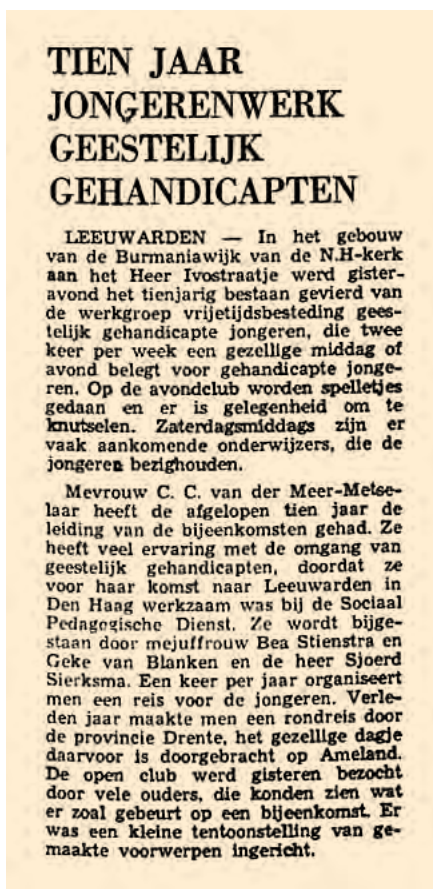 TIEN JAAR
JONGERENWERK
GEESTELIJK
GEHANDICAPTEN
LEEUWARDEN — In het gebouw
van de Burmaniawijk van de N.H-kerk
aan het Heer Ivostraatje werd gister-
avond het tienjarig bestaan gevierd van
de werkgroep vrijetijdsbesteding gees-
telijk gehandicapte jongeren, die twee
keer per week een gezellige middag of
avond belegt voor gehandicapte jonge-
ren. Op de avondclub worden spelletjes
gedaan en er is gelegenheid om te
knutselen. Zaterdagsmiddags zijn er
vaak aankomende onderwijzers, die de
jongeren bezighouden.
Mevrouw C. C. van der Meer-Metse-
laar heeft de afgelopen tien jaar de
leiding van de bijeenkomsten gehad. Ze
heeft veel ervaring met de omgang van
geestelijk gehandicapten, doordat ze
voor haar komst naar Leeuwarden in
Den Haag werkzaam was bij de Sociaal
Pedagogische Dienst. Ze wordt bijge-
staan door mejuffrouw Bea Stienstra en
Geke van Blanken en de heer Sjoerd
Sierksma. Een keer per jaar organiseert
men een reis voor de jongeren. Verle-
den jaar maakte men een rondreis door
de provincie Drente, het gezellige dagje
daarvoor is doorgebracht op Ameland.
De open club werd gisteren bezocht
door vele ouders, die konden zien wat
er zoal gebeurt op een bijeenkomst. Er
was een kleine tentoonstelling van ge-
maakte voorwerpen ingericht.